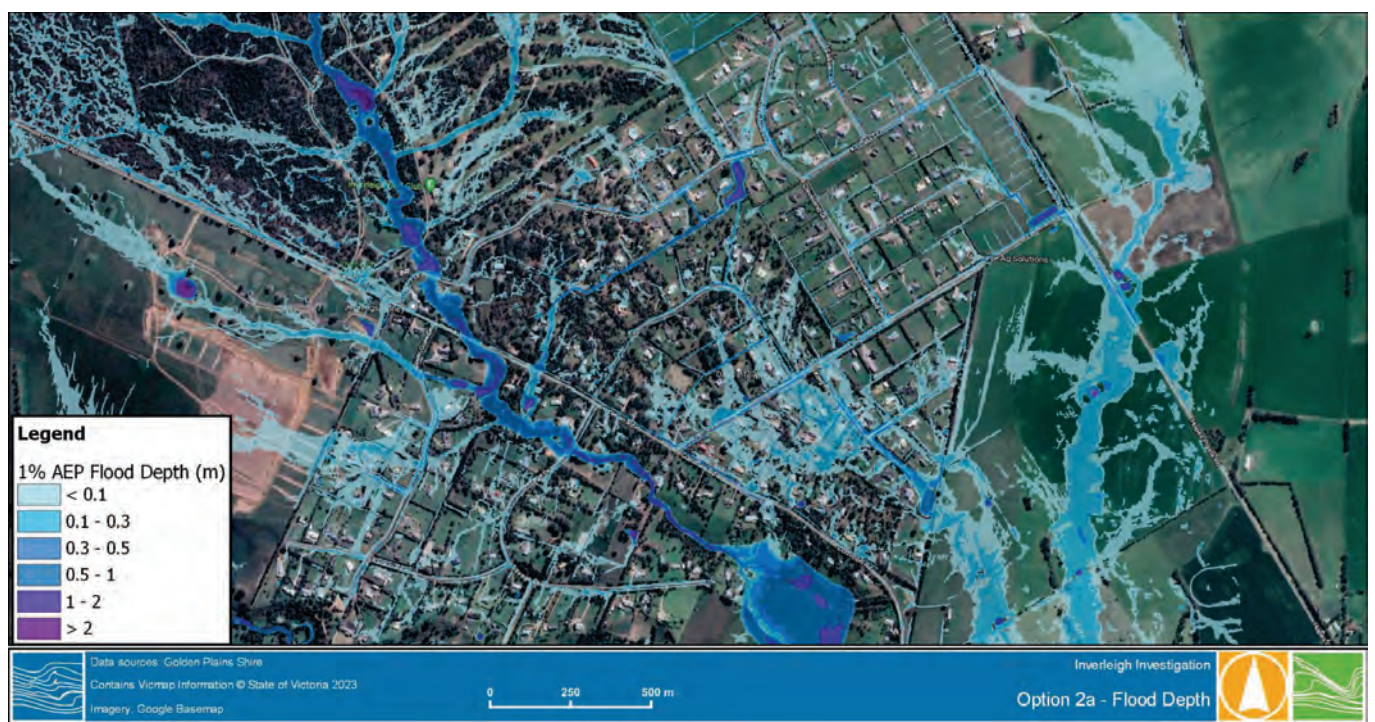 Ag Solutions
Legend
1% AEP Flood Depth (m)
< 0.1
0.1 - 0.3
0.3 - 0.5
0.5 - 1
1 - 2
> 2
Data sources: Golden Plains Shire
Contains Vicmap Information © State of Victoria 2023
Imagery: Google Basemap
0 250 500 m
Inverleigh Investigation
Option 2a - Flood Depth